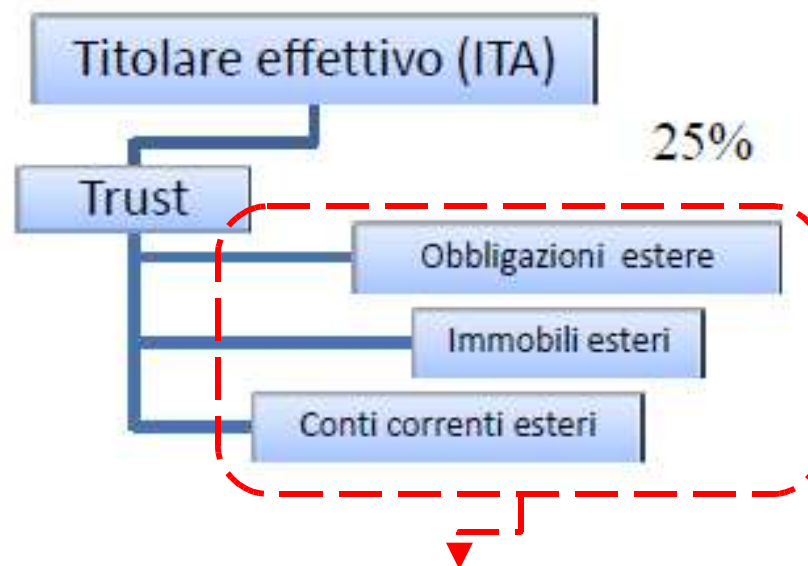 Titolare effettivo (ITA)
25%
Trust
Obbligazioni estere
Immobili esteri
Conti correnti esteri